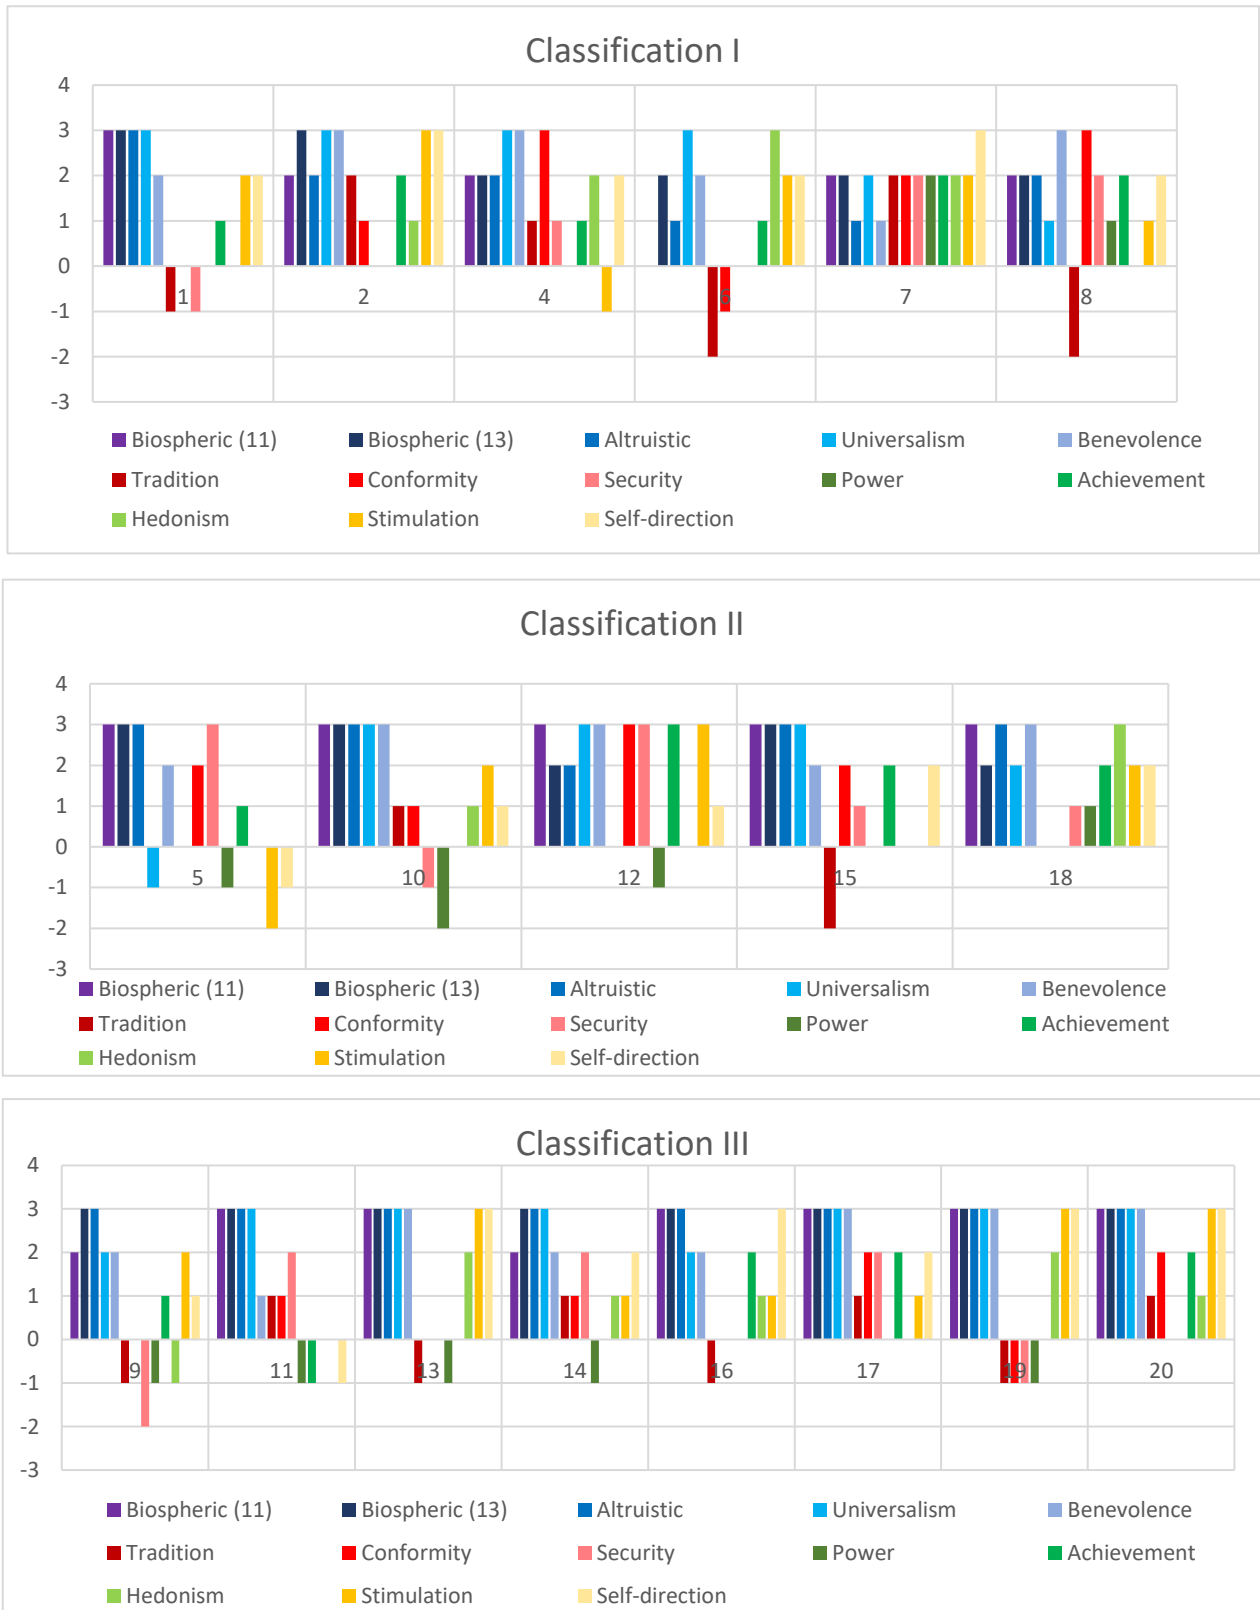 Classification I
4
3
2
1
0
-1
-2
-3
1 2 4 6 7 8
Biospheric (11) Biospheric (13) Altruistic Universalism Benevolence
Tradition Conformity Security Power Achievement
Hedonism Stimulation Self-direction
Classification II
4
3
2
1
0
-1
-2
-3
5 10 12 15 18
Biospheric (11) Biospheric (13) Altruistic Universalism Benevolence
Tradition Conformity Security Power Achievement
Hedonism Stimulation Self-direction
Classification III
4
3
2
1
0
-1
-2
-3
9 11 13 14 16 17 19 20
Biospheric (11) Biospheric (13) Altruistic Universalism Benevolence
Tradition Conformity Security Power Achievement
Hedonism Stimulation Self-direction